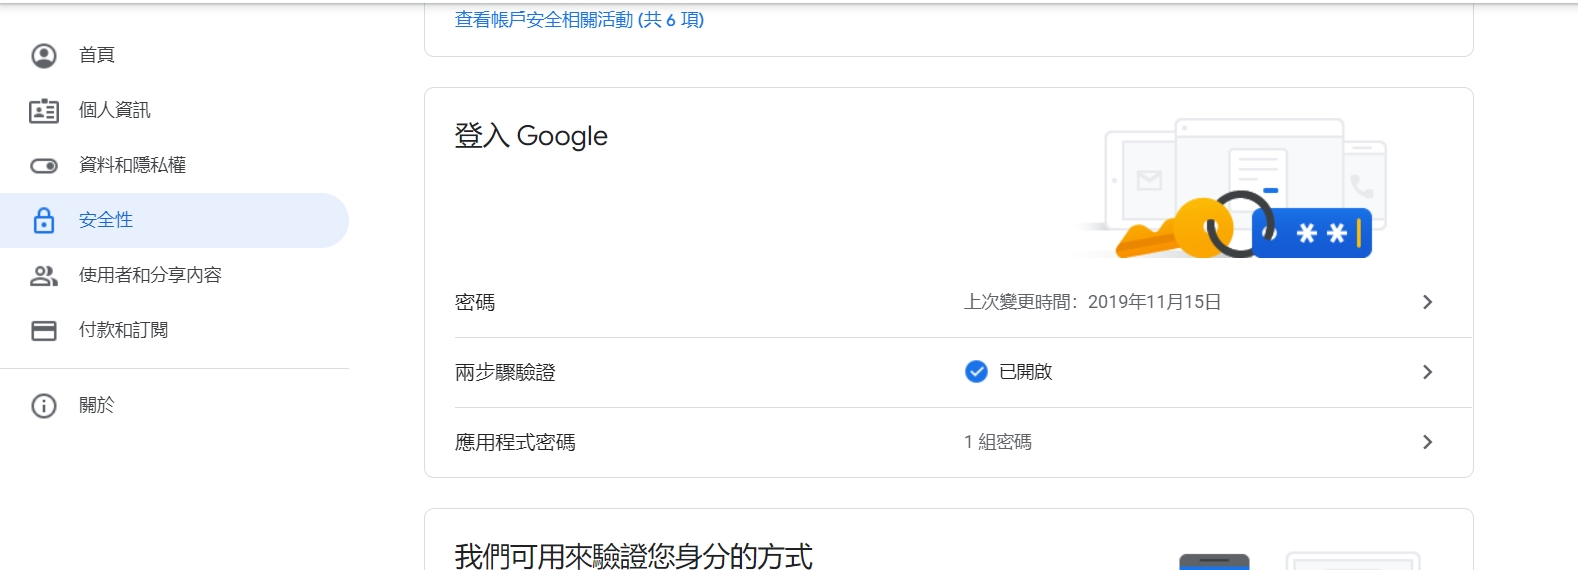 查看帳戶安全相關活動 (共 6 項)
首頁
個人資訊
資料和隱私權
安全性
使用者和分享內容
付款和訂閱
關於
登入 Google
**
密碼
上次變更時間：2019年11月15日
兩步驟驗證
已開啟
應用程式密碼
1 組密碼
我們可用來驗證您身分的方式